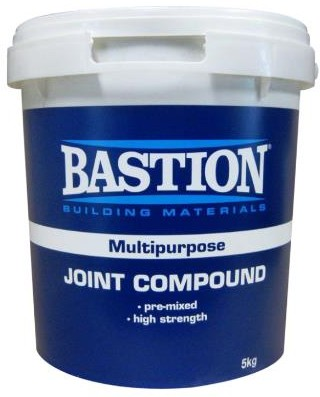 BASTION®
BUILDING MATERIALS
Multipurpose
JOINT COMPOUND
• pre-mixed
• high strength
5kg